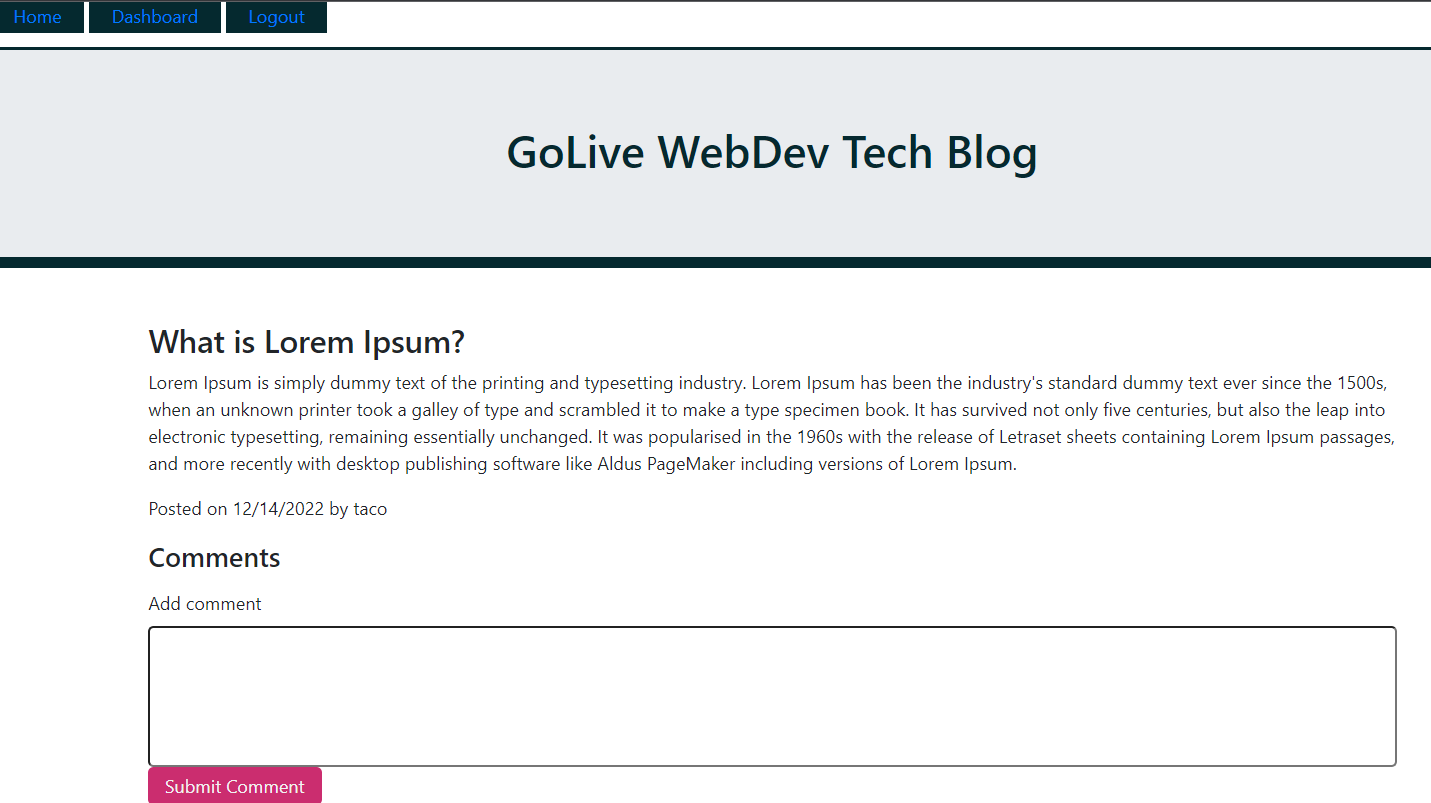 Home Dashboard Logout
GoLive WebDev Tech Blog
What is Lorem Ipsum?
Lorem Ipsum is simply dummy text of the printing and typesetting industry. Lorem Ipsum has been the industry's standard dummy text ever since the 1500s,
when an unknown printer took a galley of type and scrambled it to make a type specimen book. It has survived not only five centuries, but also the leap into
electronic typesetting, remaining essentially unchanged. It was popularised in the 1960s with the release of Letraset sheets containing Lorem Ipsum passages,
and more recently with desktop publishing software like Aldus PageMaker including versions of Lorem Ipsum.
Posted on 12/14/2022 by taco
Comments
Add comment
Submit Comment